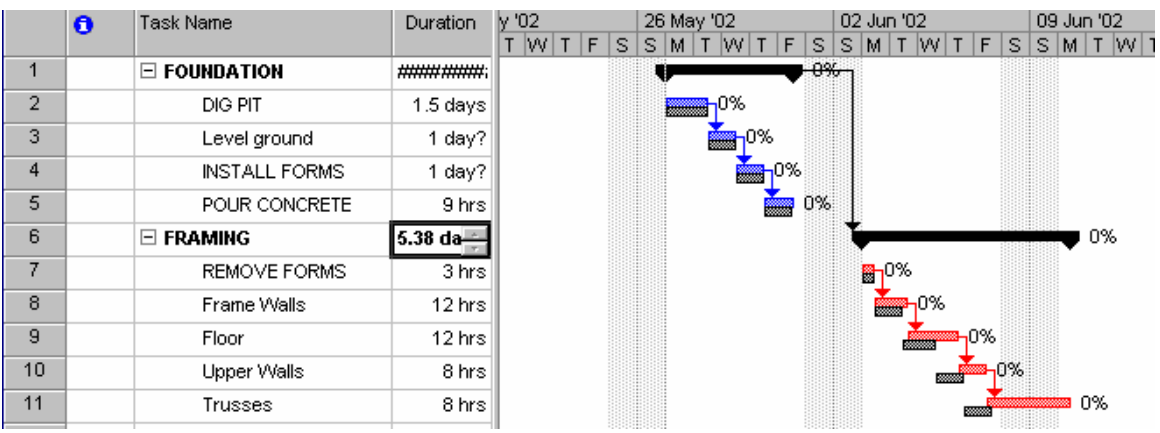 Task Name Duration y '02 26 May '02 02 Jun '02 09 Jun '02
T W T F S S M T W T F S S M T W T F S S M T W T
1 FOUNDATION ########: 0%
2 DIG PIT 1.5 days 0%
3 Level ground 1 day? 0%
4 INSTALL FORMS 1 day? 0%
5 POUR CONCRETE 9 hrs 0%
6 FRAMING 5.38 da 0%
7 REMOVE FORMS 3 hrs 0%
8 Frame Walls 12 hrs 0%
9 Floor 12 hrs 0%
10 Upper Walls 8 hrs 0%
11 Trusses 8 hrs 0%